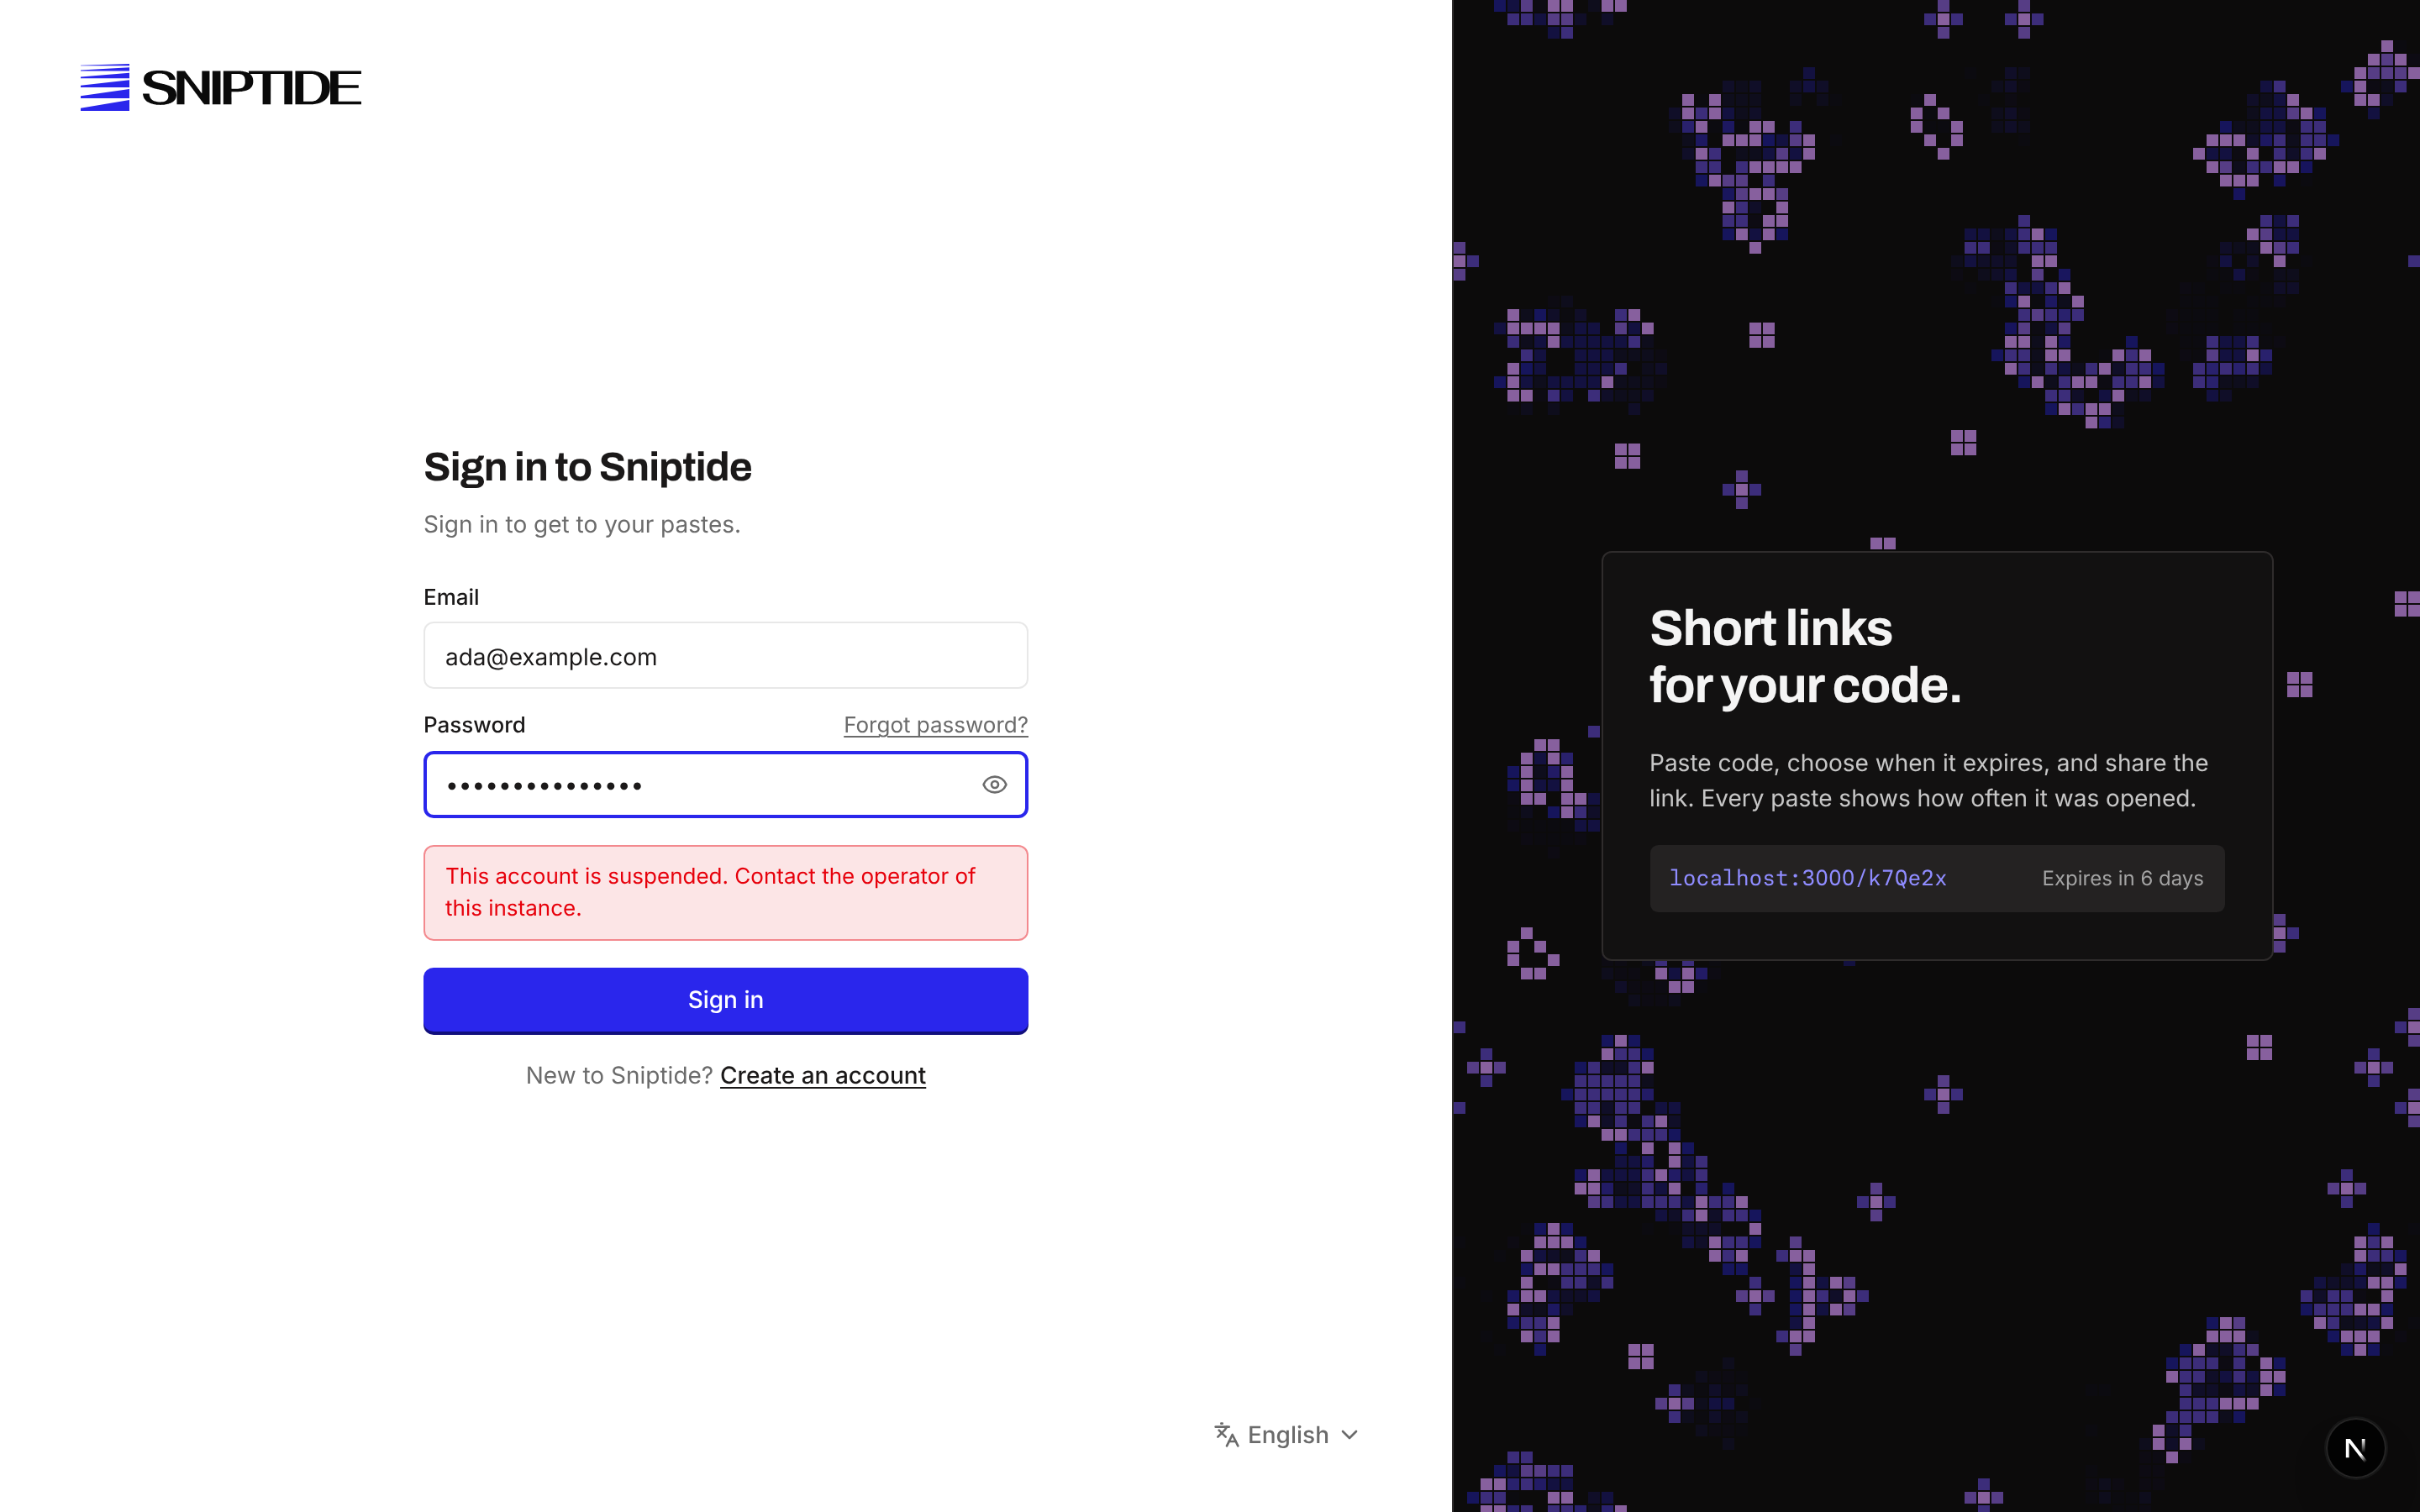 SNIPTIDE
Sign in to Sniptide
Sign in to get to your pastes.
Email
ada@example.com
Password
Forgot password?
•••••••••••••••
This account is suspended. Contact the operator of
this instance.
Sign in
New to Sniptide? Create an account
English
Short links
for your code.
Paste code, choose when it expires, and share the
link. Every paste shows how often it was opened.
localhost:3000/k7Qe2x
Expires in 6 days
N